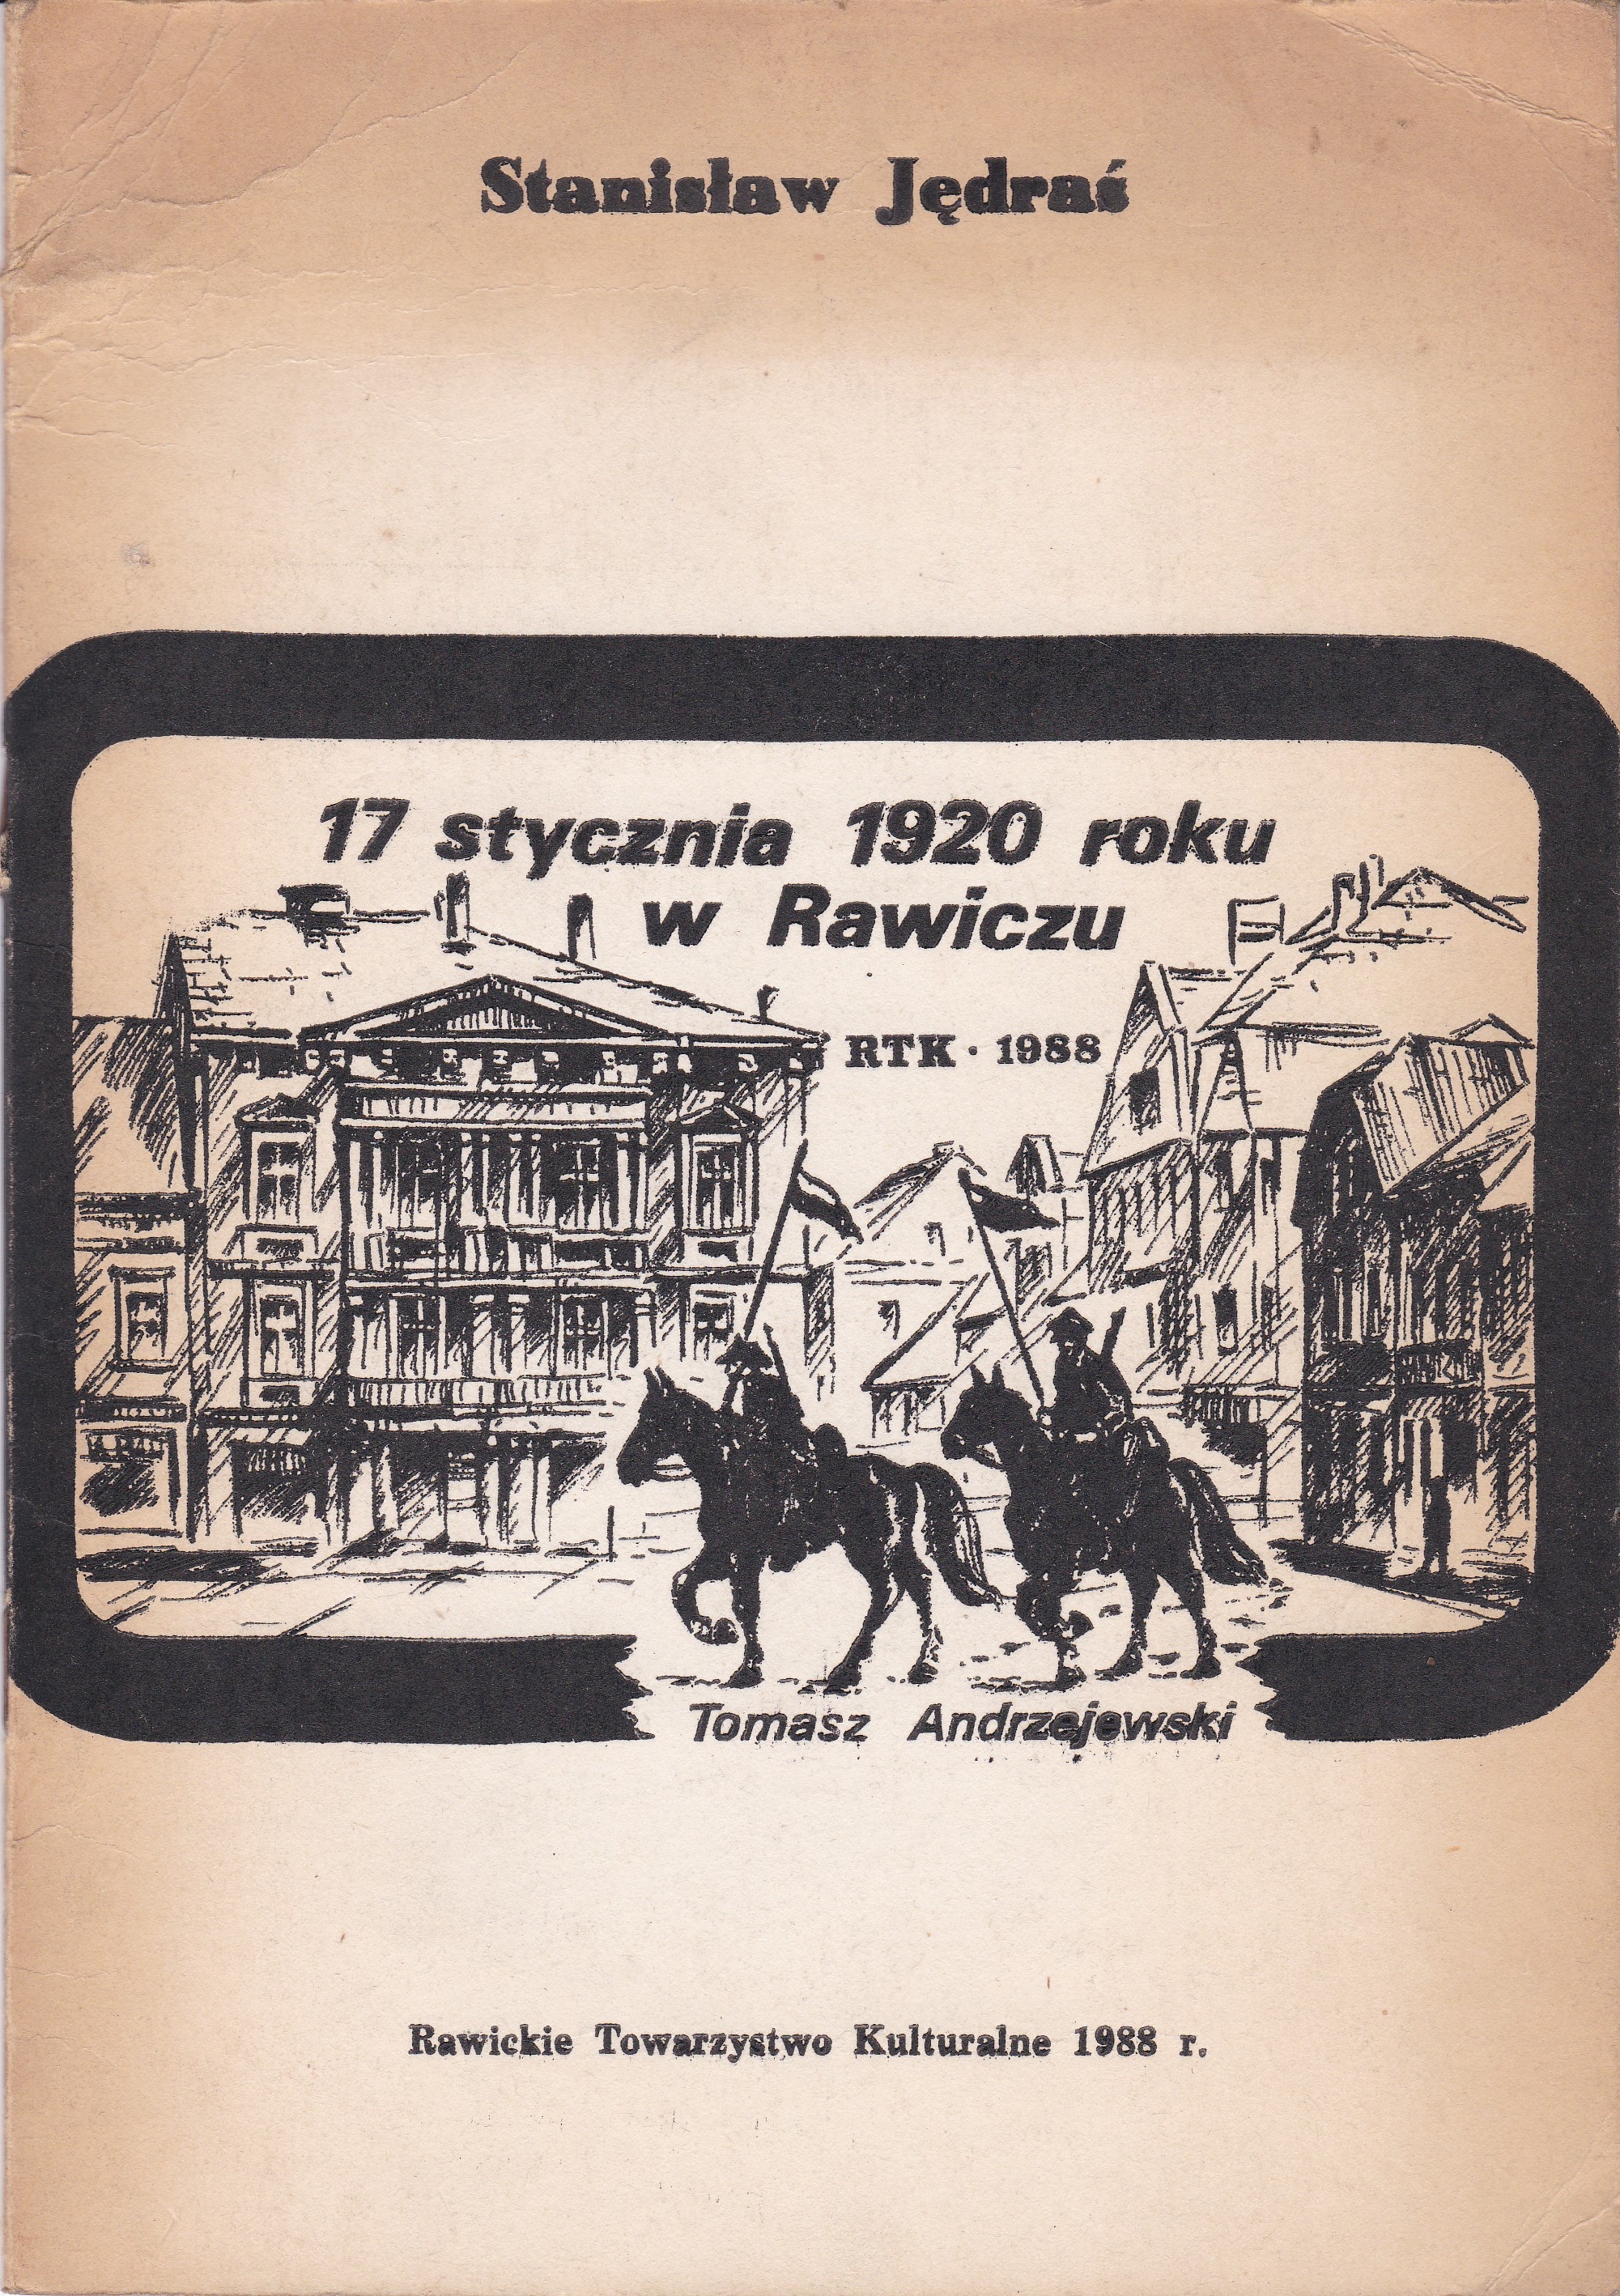 Stanisław Jędraś
17 stycznia 1920 roku
w Rawiczu
RTK · 1988
Tomasz Andrzejewski
Rawickie Towarzystwo Kulturalne 1988 r.